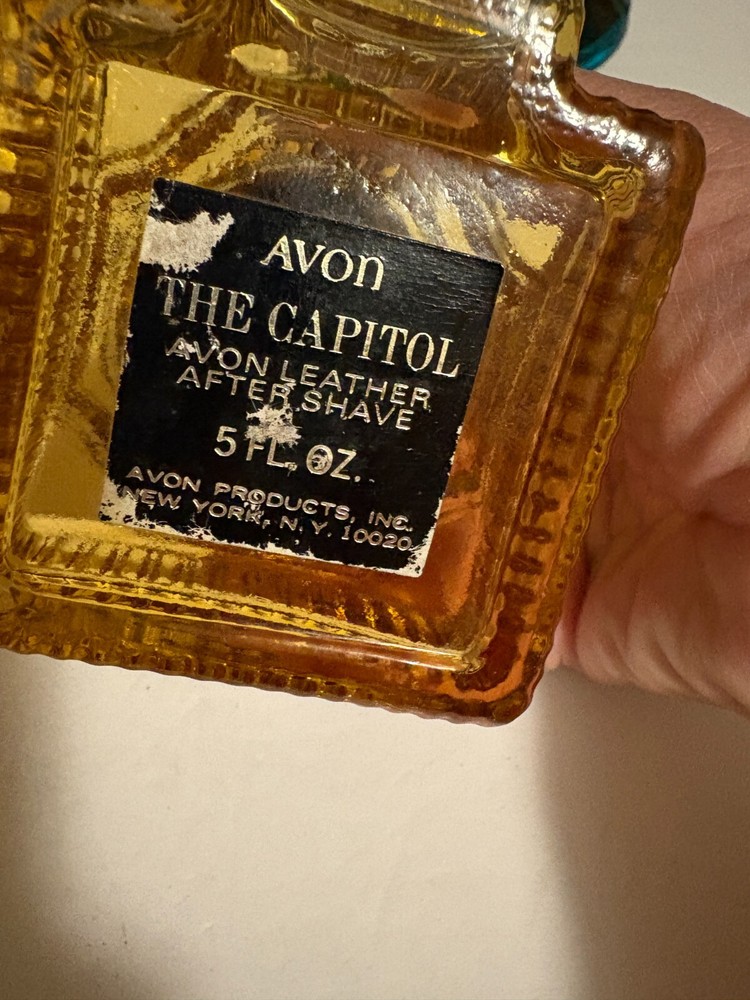 AVON
THE CAPITOL
AVON LEATHER
AFTER SHAVE
5 FL. OZ.
AVON PRODUCTS, INC.
NEW YORK, N.Y. 10020